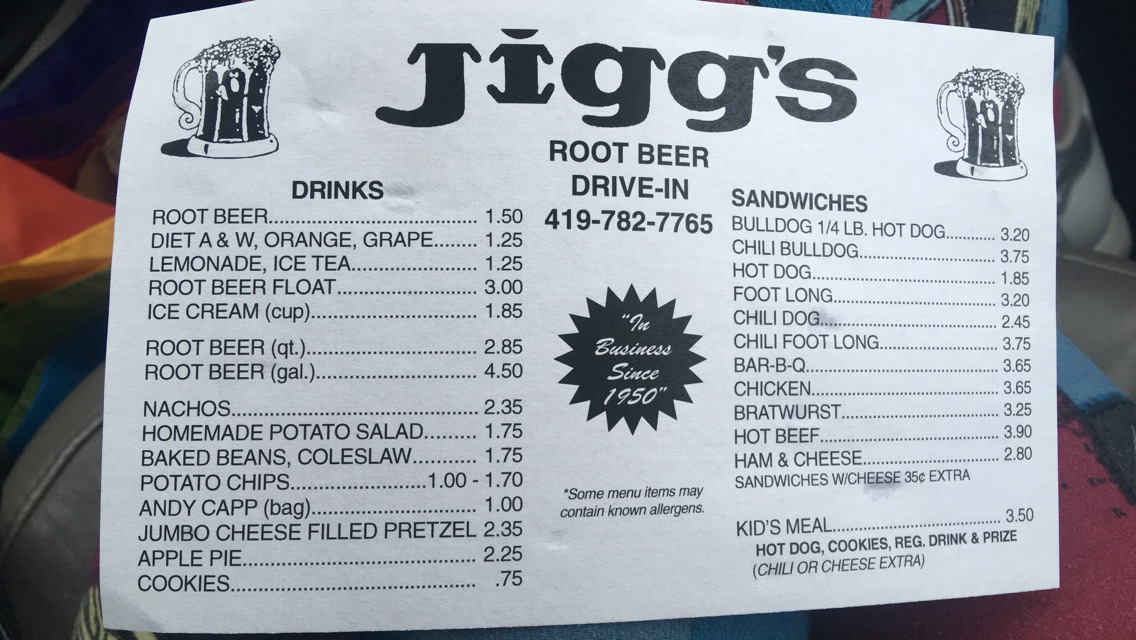 Jigg's
ROOT BEER
DRIVE-IN
419-782-7765
DRINKS
ROOT BEER........................................ 1.50
DIET A & W, ORANGE, GRAPE........ 1.25
LEMONADE, ICE TEA....................... 1.25
ROOT BEER FLOAT......................... 3.00
ICE CREAM (cup)............................. 1.85
ROOT BEER (qt.).............................. 2.85
ROOT BEER (gal.)............................. 4.50
NACHOS............................................ 2.35
HOMEMADE POTATO SALAD......... 1.75
BAKED BEANS, COLESLAW........... 1.75
POTATO CHIPS........................1.00 - 1.70
ANDY CAPP (bag)............................. 1.00
JUMBO CHEESE FILLED PRETZEL 2.35
APPLE PIE......................................... 2.25
COOKIES........................................... .75
"In
Business
Since
1950"
*Some menu items may
contain known allergens.
SANDWICHES
BULLDOG 1/4 LB. HOT DOG............ 3.20
CHILI BULLDOG................................. 3.75
HOT DOG............................................ 1.85
FOOT LONG........................................ 3.20
CHILI DOG.......................................... 2.45
CHILI FOOT LONG............................. 3.75
BAR-B-Q............................................. 3.65
CHICKEN............................................ 3.65
BRATWURST...................................... 3.25
HOT BEEF.......................................... 3.90
HAM & CHEESE................................. 2.80
SANDWICHES W/CHEESE 35¢ EXTRA
KID'S MEAL........................................ 3.50
HOT DOG, COOKIES, REG. DRINK & PRIZE
(CHILI OR CHEESE EXTRA)